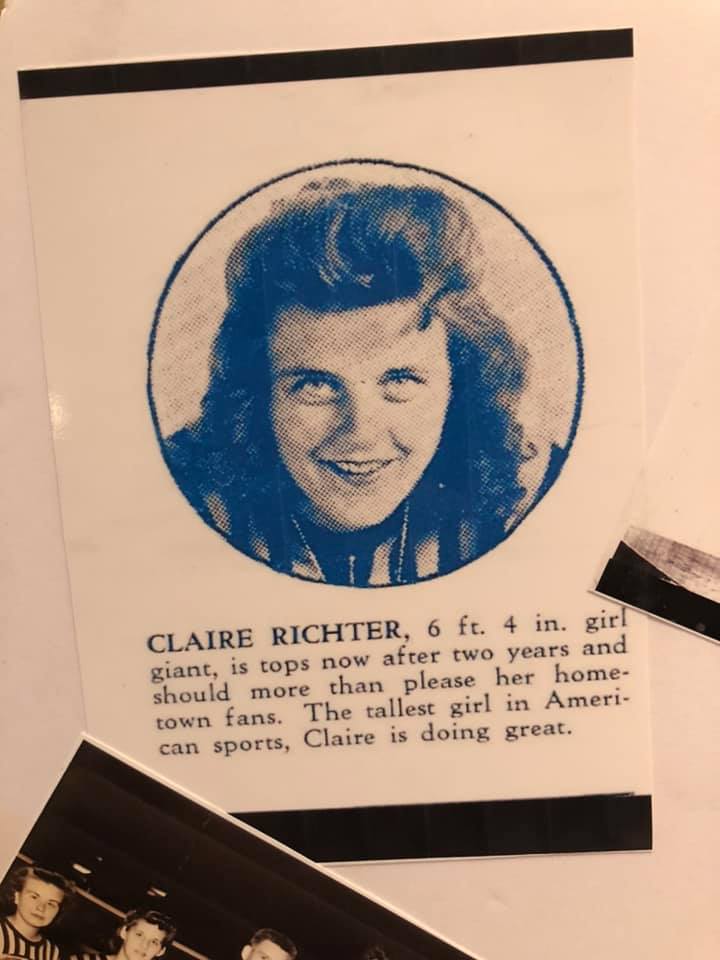 CLAIRE RICHTER, 6 ft. 4 in. girl
giant, is tops now after two years and
should more than please her home-
town fans. The tallest girl in Ameri-
can sports, Claire is doing great.